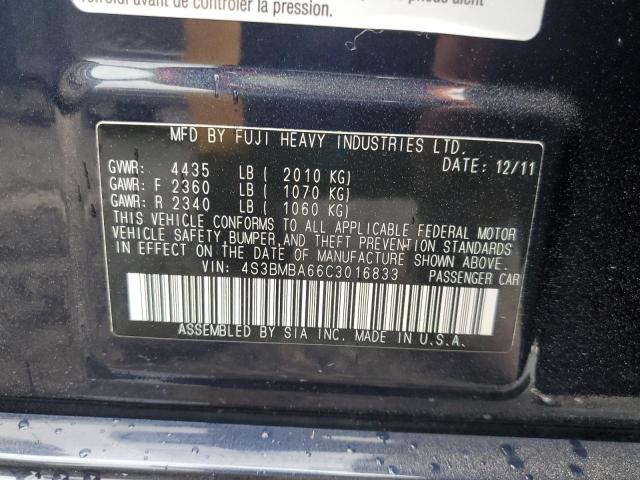 refroidi avant de contrôler la pression.
MFD BY FUJI HEAVY INDUSTRIES LTD.
DATE: 12/11
GVWR: 4435 LB ( 2010 KG)
GAWR: F 2360 LB ( 1070 KG)
GAWR: R 2340 LB ( 1060 KG)
THIS VEHICLE CONFORMS TO ALL APPLICABLE FEDERAL MOTOR
VEHICLE SAFETY, BUMPER, AND THEFT PREVENTION STANDARDS
IN EFFECT ON THE DATE OF MANUFACTURE SHOWN ABOVE.
VIN: 4S3BMBA66C3016833 PASSENGER CAR
ASSEMBLED BY SIA INC. MADE IN U.S.A.